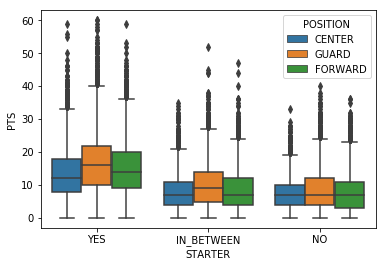 POSITION
CENTER
GUARD
FORWARD
PTS
60
50
40
30
20
10
0
YES
IN_BETWEEN
NO
STARTER